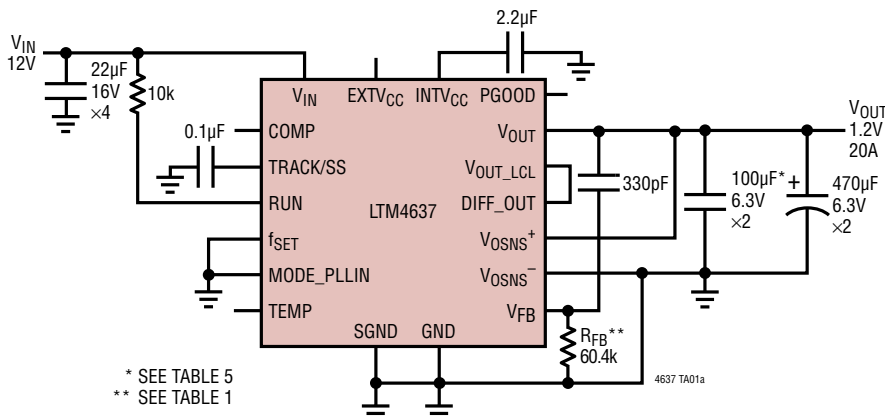 2.2µF
VIN
12V
22µF
16V
×4
10k
VIN EXTVCC INTVCC PGOOD
COMP
TRACK/SS
RUN
fSET
MODE_PLLIN
TEMP
0.1µF
LTM4637
VOUT
VOUT_LCL
DIFF_OUT
VOSNS+
VOSNS–
VFB
SGND GND
330pF
RFB**
60.4k
100µF*
6.3V
×2
+
470µF
6.3V
×2
VOUT
1.2V
20A
4637 TA01a
* SEE TABLE 5
** SEE TABLE 1